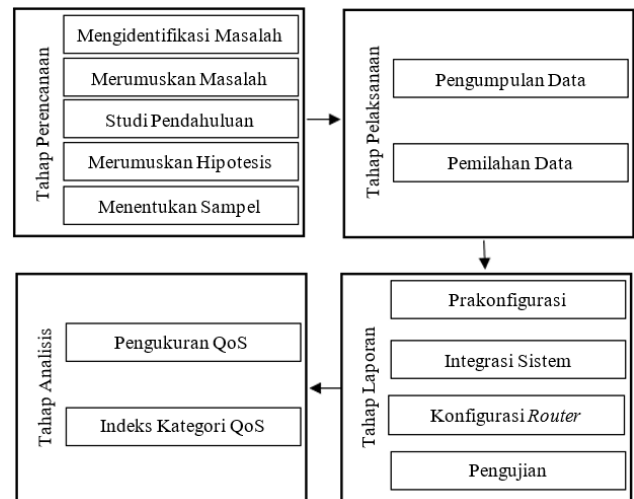 Tahap Perencanaan
Mengidentifikasi Masalah
Merumuskan Masalah
Studi Pendahuluan
Merumuskan Hipotesis
Menentukan Sampel
Tahap Pelaksanaan
Pengumpulan Data
Pemilahan Data
Tahap Laporan
Prakonfigurasi
Integrasi Sistem
Konfigurasi Router
Pengujian
Tahap Analisis
Pengukuran QoS
Indeks Kategori QoS